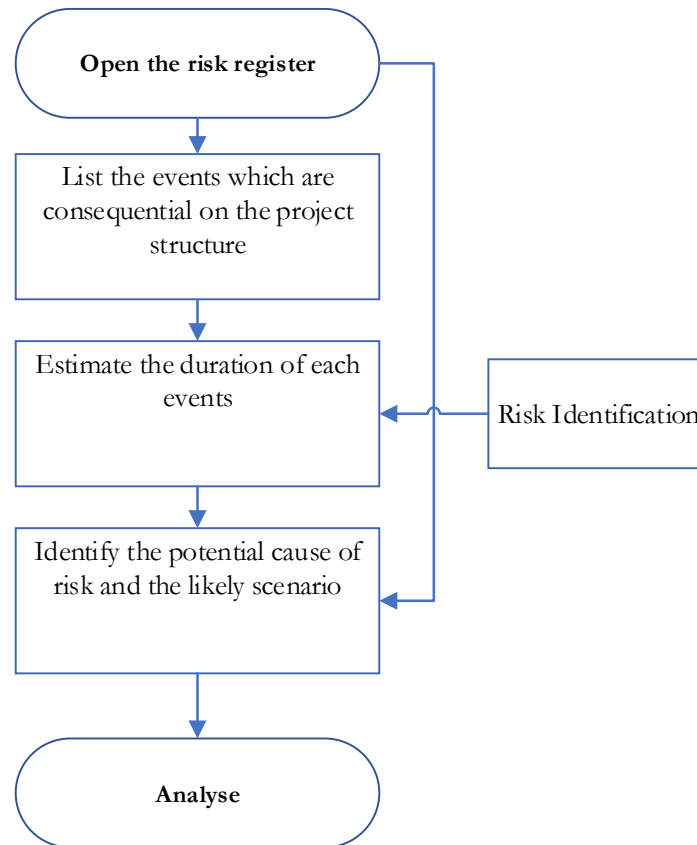 Open the risk register
List the events which are
consequential on the project
structure
Estimate the duration of each
events
Risk Identification
Identify the potential cause of
risk and the likely scenario
Analyse